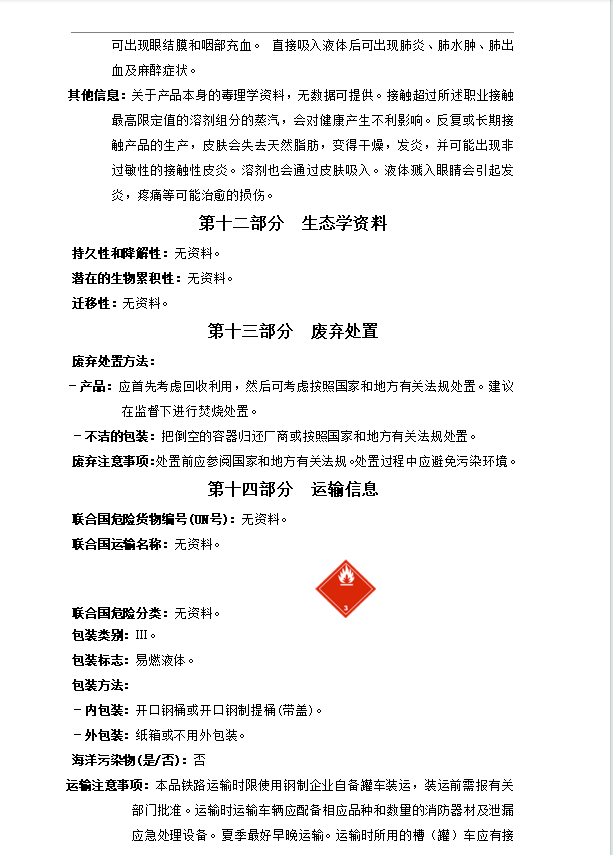 可出现眼结膜和咽部充血。 直接吸入液体后可出现肺炎、肺水肿、肺出
血及麻醉症状。
其他信息：关于产品本身的毒理学资料，无数据可提供。接触超过所述职业接触
最高限定值的溶剂组分的蒸汽，会对健康产生不利影响。反复或长期接
触产品的生产，皮肤会失去天然脂肪，变得干燥，发炎，并可能出现非
过敏性的接触性皮炎。溶剂也会通过皮肤吸入。液体溅入眼睛会引起发
炎，疼痛等可能治愈的损伤。
第十二部分 生态学资料
持久性和降解性：无资料。
潜在的生物累积性：无资料。
迁移性：无资料。
第十三部分 废弃处置
废弃处置方法：
－产品：应首先考虑回收利用，然后可考虑按照国家和地方有关法规处置。建议
在监督下进行焚烧处置。
－不洁的包装：把倒空的容器归还厂商或按照国家和地方有关法规处置。
废弃注意事项：处置前应参阅国家和地方有关法规。处置过程中应避免污染环境。
第十四部分 运输信息
联合国危险货物编号(UN号)：无资料。
联合国运输名称：无资料。
3
联合国危险分类：无资料。
包装类别：III。
包装标志：易燃液体。
包装方法：
－内包装：开口钢桶或开口钢制提桶(带盖)。
－外包装：纸箱或不用外包装。
海洋污染物(是/否)：否
运输注意事项：本品铁路运输时限使用钢制企业自备罐车装运，装运前需报有关
部门批准。运输时运输车辆应配备相应品种和数量的消防器材及泄漏
应急处理设备。夏季最好早晚运输。运输时所用的槽（罐）车应有接